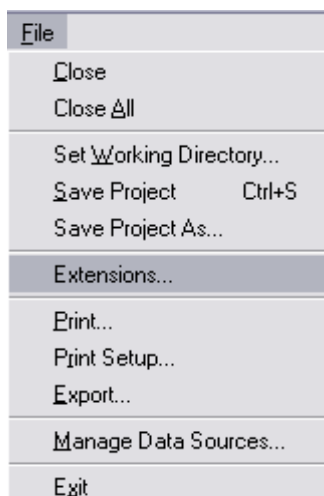 File
Close
Close All
Set Working Directory...
Save Project Ctrl+S
Save Project As...
Extensions...
Print...
Print Setup...
Export...
Manage Data Sources...
Exit